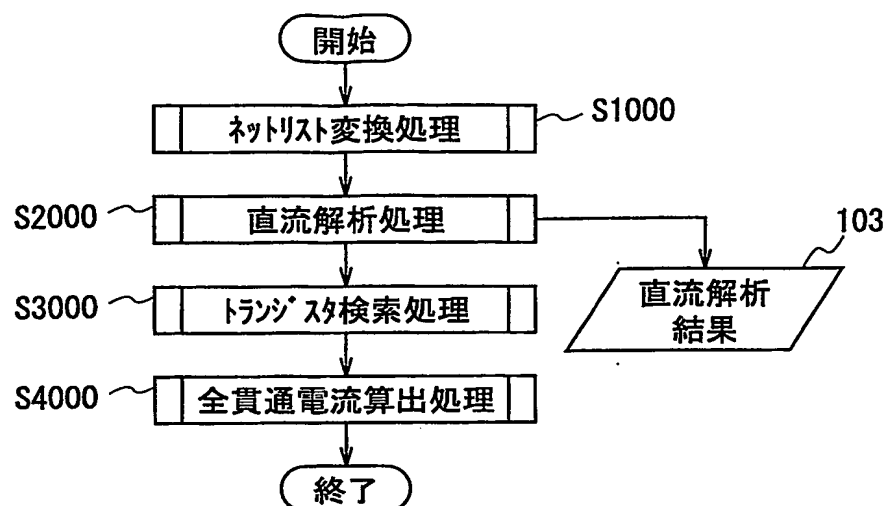 開始
ネットリスト変換処理
S1000
S2000
直流解析処理
103
直流解析
結果
S3000
トランジスタ検索処理
S4000
全貫通電流算出処理
終了